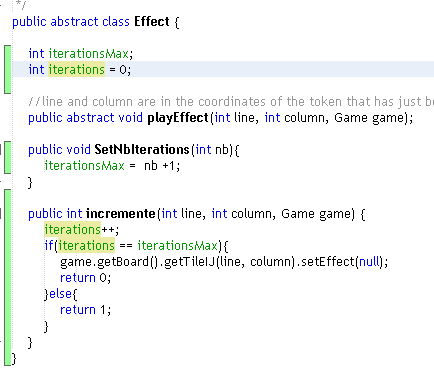 */
public abstract class Effect {
int iterationsMax;
int iterations = 0;
//line and column are in the coordinates of the token that has just
public abstract void playEffect(int line, int column, Game game);
public void SetNbIterations(int nb){
iterationsMax = nb +1;
}
public int incremente(int line, int column, Game game) {
iterations++;
if(iterations == iterationsMax){
game.getBoard().getTileIJ(line, column).setEffect(null);
return 0;
}else{
return 1;
}
}
}